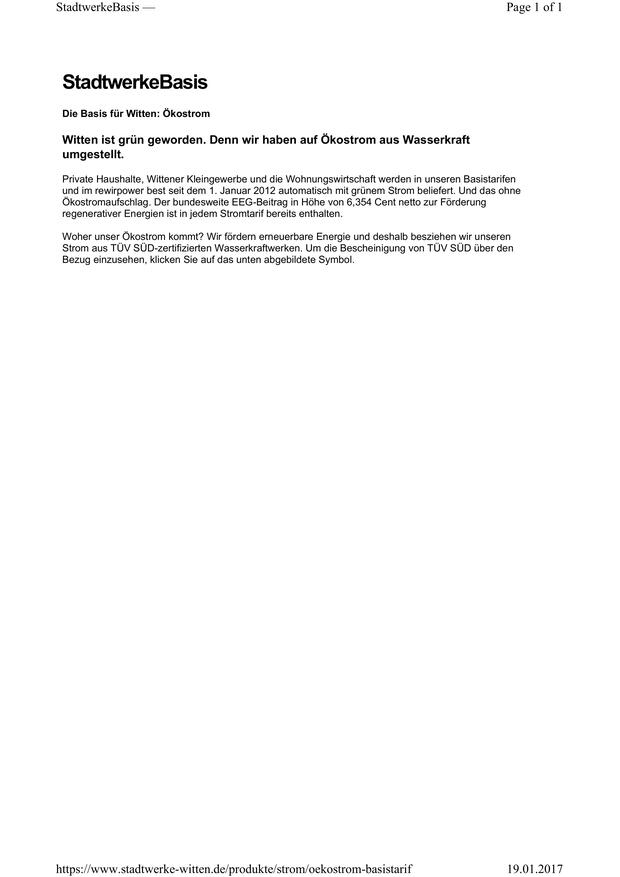 StadtwerkeBasis —
Page 1 of 1
StadtwerkeBasis
Die Basis für Witten: Ökostrom
Witten ist grün geworden. Denn wir haben auf Ökostrom aus Wasserkraft
umgestellt.
Private Haushalte, Wittener Kleingewerbe und die Wohnungswirtschaft werden in unseren Basistarifen
und im rewirpower best seit dem 1. Januar 2012 automatisch mit grünem Strom beliefert. Und das ohne
Ökostromaufschlag. Der bundesweite EEG-Beitrag in Höhe von 6,354 Cent netto zur Förderung
regenerativer Energien ist in jedem Stromtarif bereits enthalten.
Woher unser Ökostrom kommt? Wir fördern erneuerbare Energie und deshalb besziehen wir unseren
Strom aus TÜV SÜD-zertifizierten Wasserkraftwerken. Um die Bescheinigung von TÜV SÜD über den
Bezug einzusehen, klicken Sie auf das unten abgebildete Symbol.
https://www.stadtwerke-witten.de/produkte/strom/oekostrom-basistarif
19.01.2017